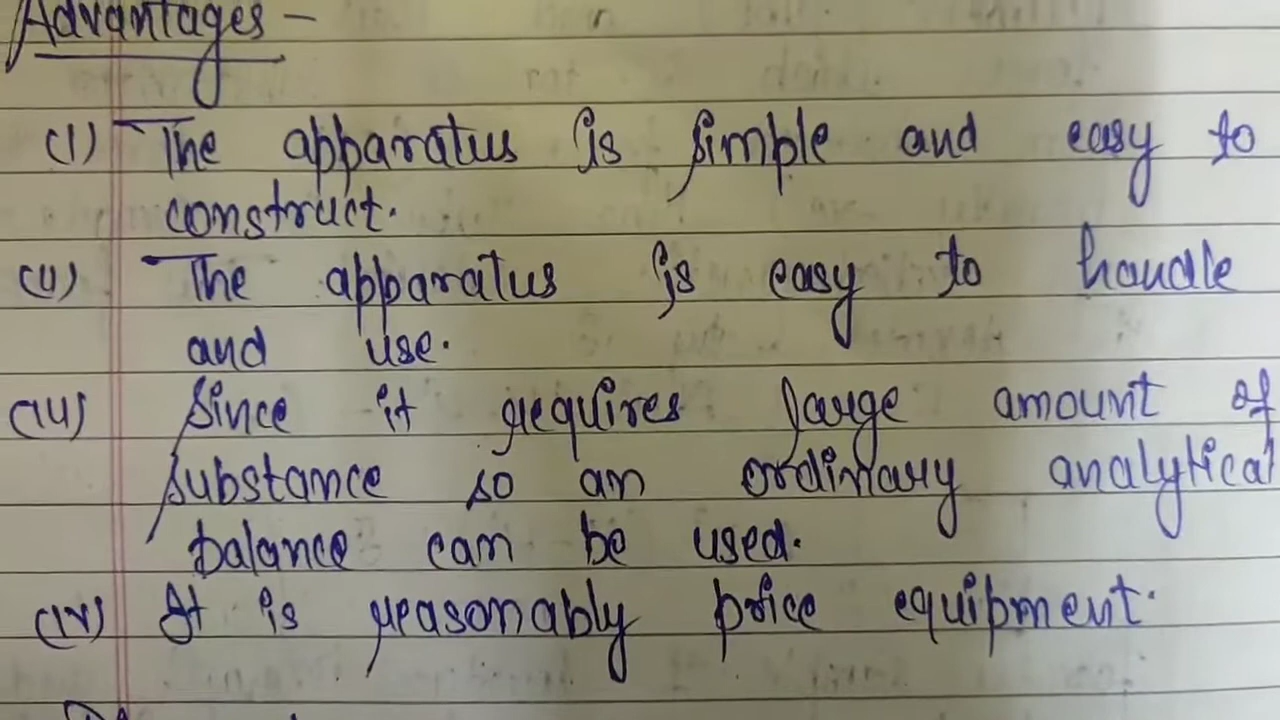 Advantages -
(I) The apparatus is simple and easy to
construct.
(II) The apparatus is easy to handle
and use.
(III) Since it requires large amount of
substance so an ordinary analytical
balance can be used.
(IV) It is reasonably price equipment.